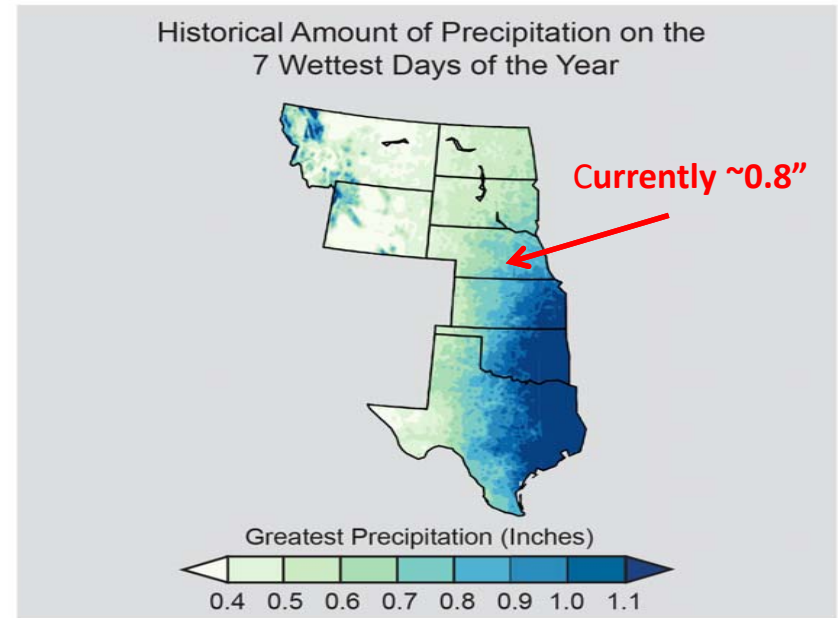 Historical Amount of Precipitation on the
7 Wettest Days of the Year
Currently ~0.8”
Greatest Precipitation (Inches)
0.4 0.5 0.6 0.7 0.8 0.9 1.0 1.1